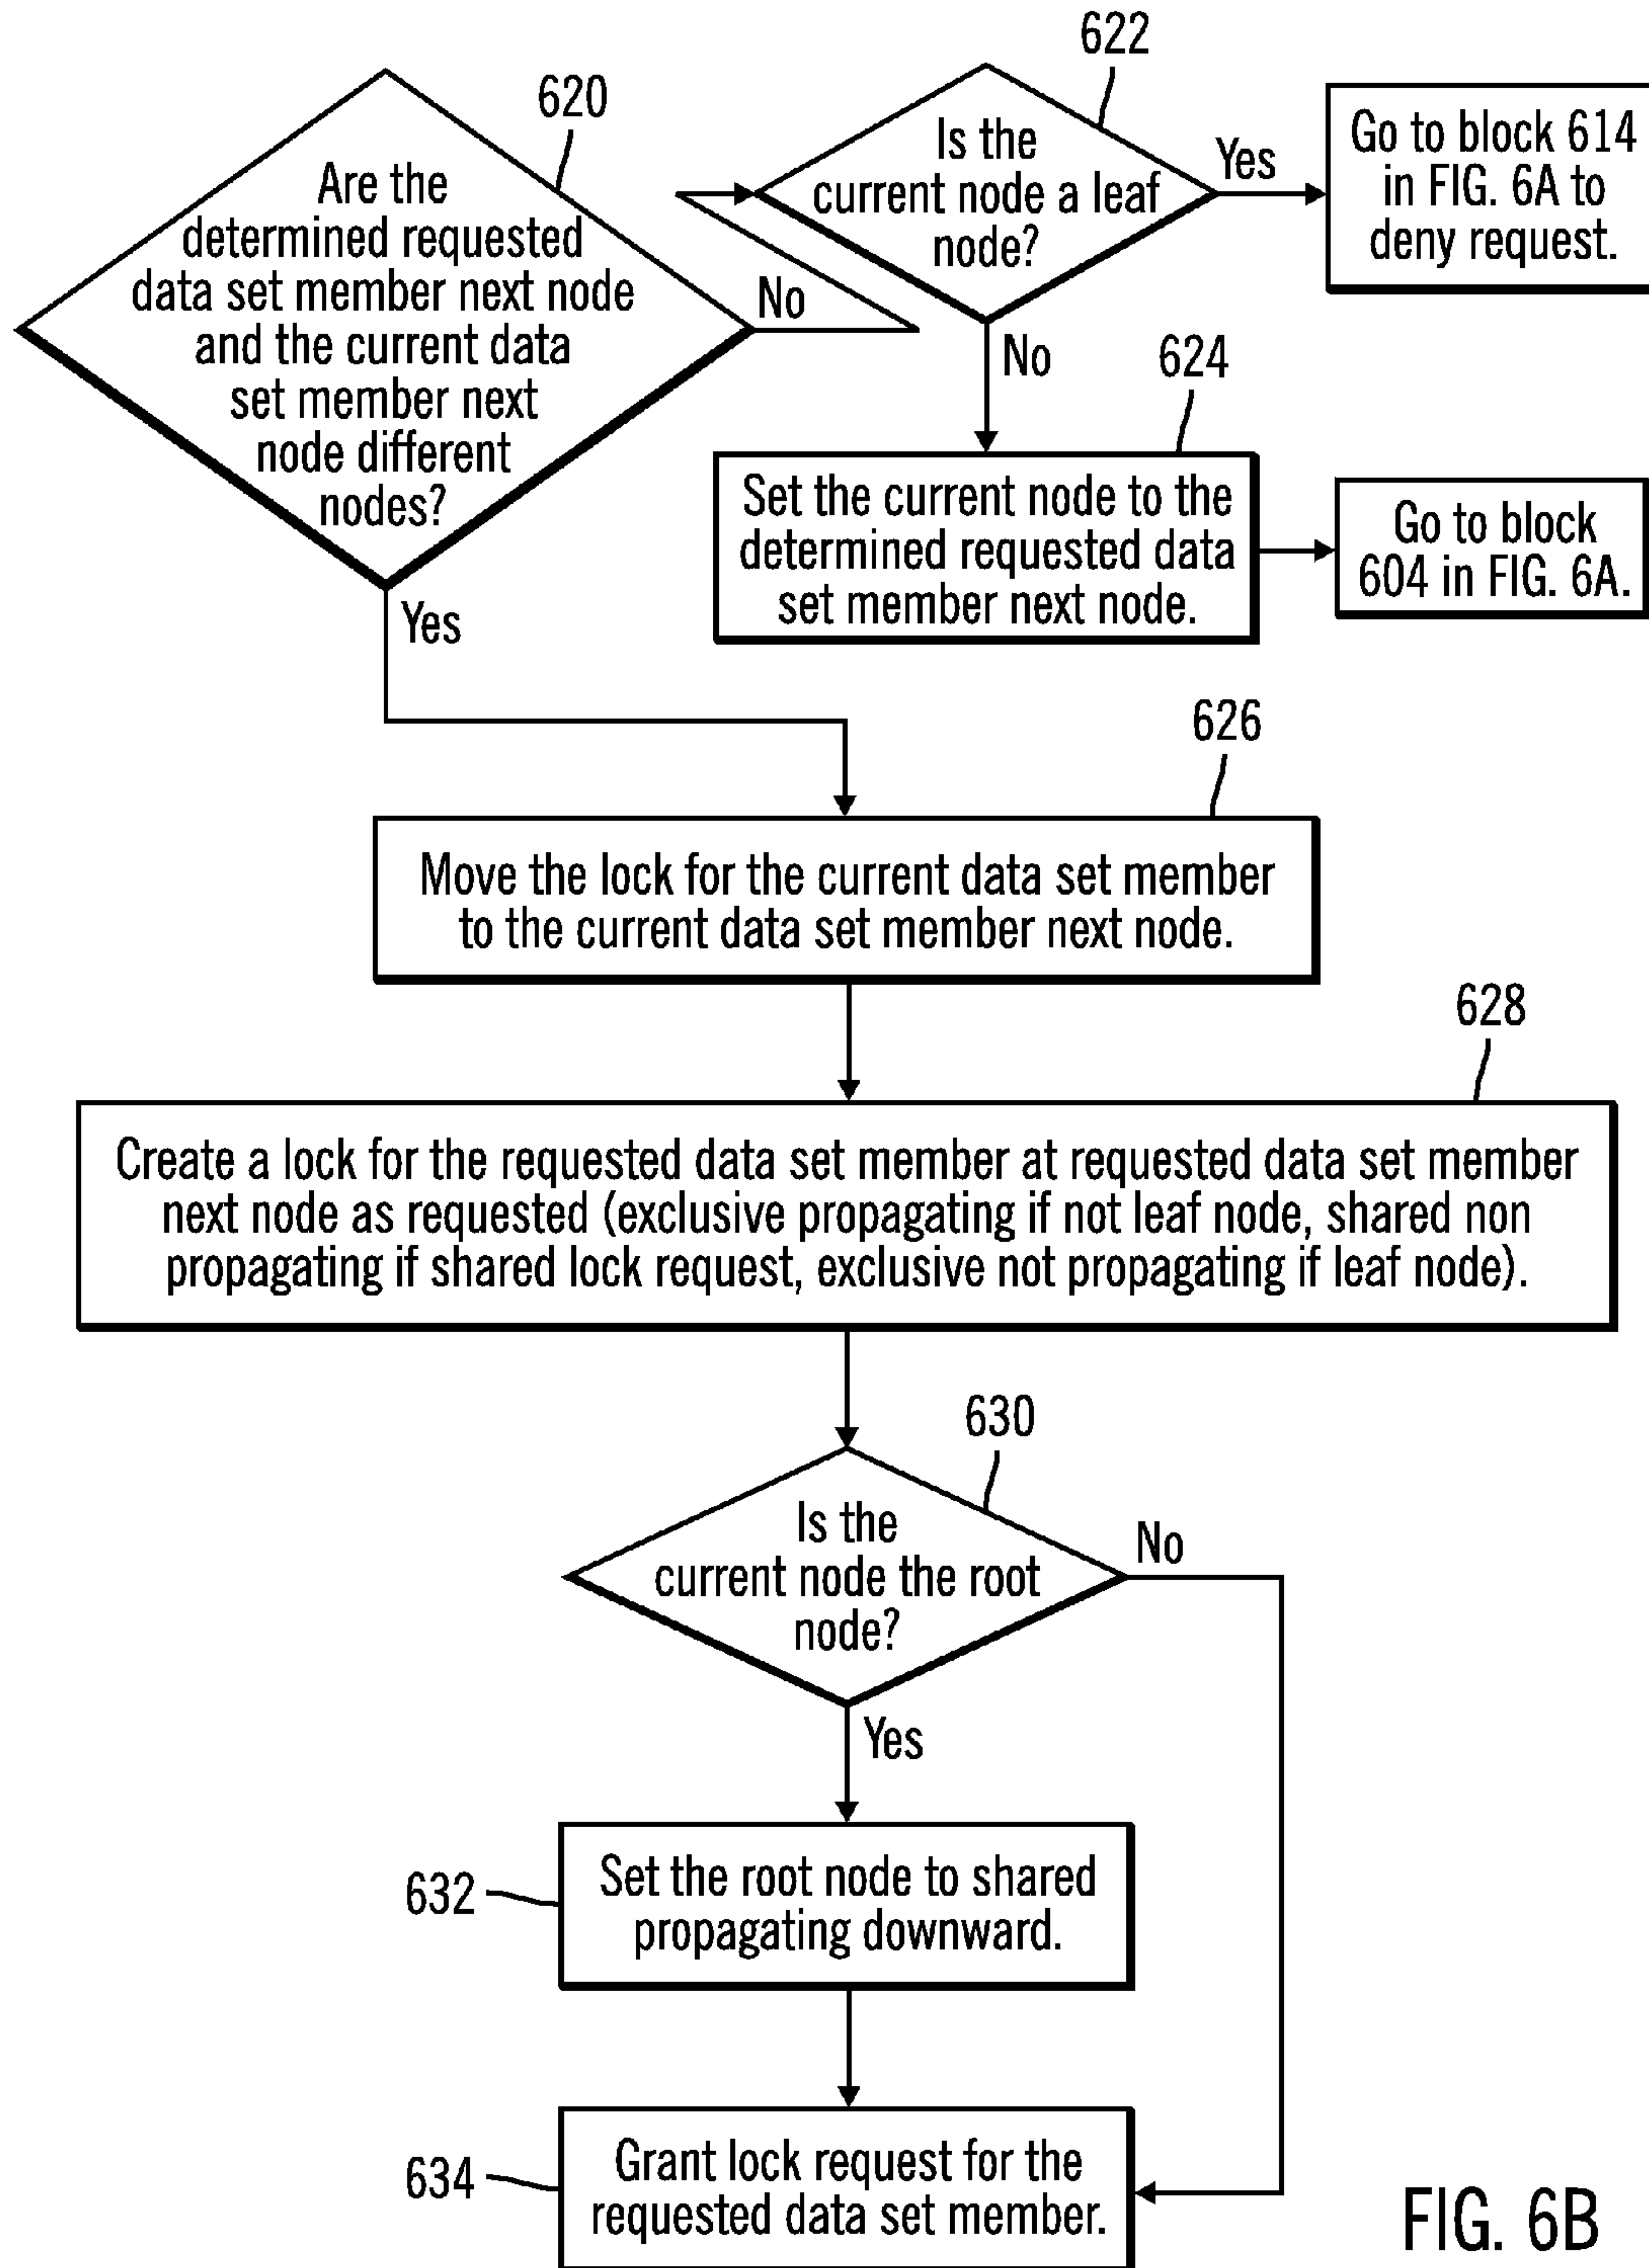 620
Are the
determined requested
data set member next node
and the current data
set member next
node different
nodes?
No
Yes
622
Is the
current node a leaf
node?
Yes
No
Go to block 614
in FIG. 6A to
deny request.
624
Set the current node to the
determined requested data
set member next node.
Go to block
604 in FIG. 6A.
626
Move the lock for the current data set member
to the current data set member next node.
628
Create a lock for the requested data set member at requested data set member
next node as requested (exclusive propagating if not leaf node, shared non
propagating if shared lock request, exclusive not propagating if leaf node).
630
Is the
current node the root
node?
No
Yes
632
Set the root node to shared
propagating downward.
634
Grant lock request for the
requested data set member.
FIG. 6B